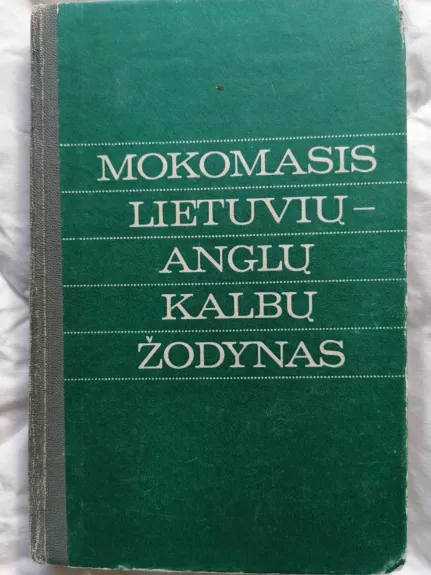 MOKOMASIS
LIETUVIŲ–
ANGLŲ
KALBŲ
ŽODYNAS